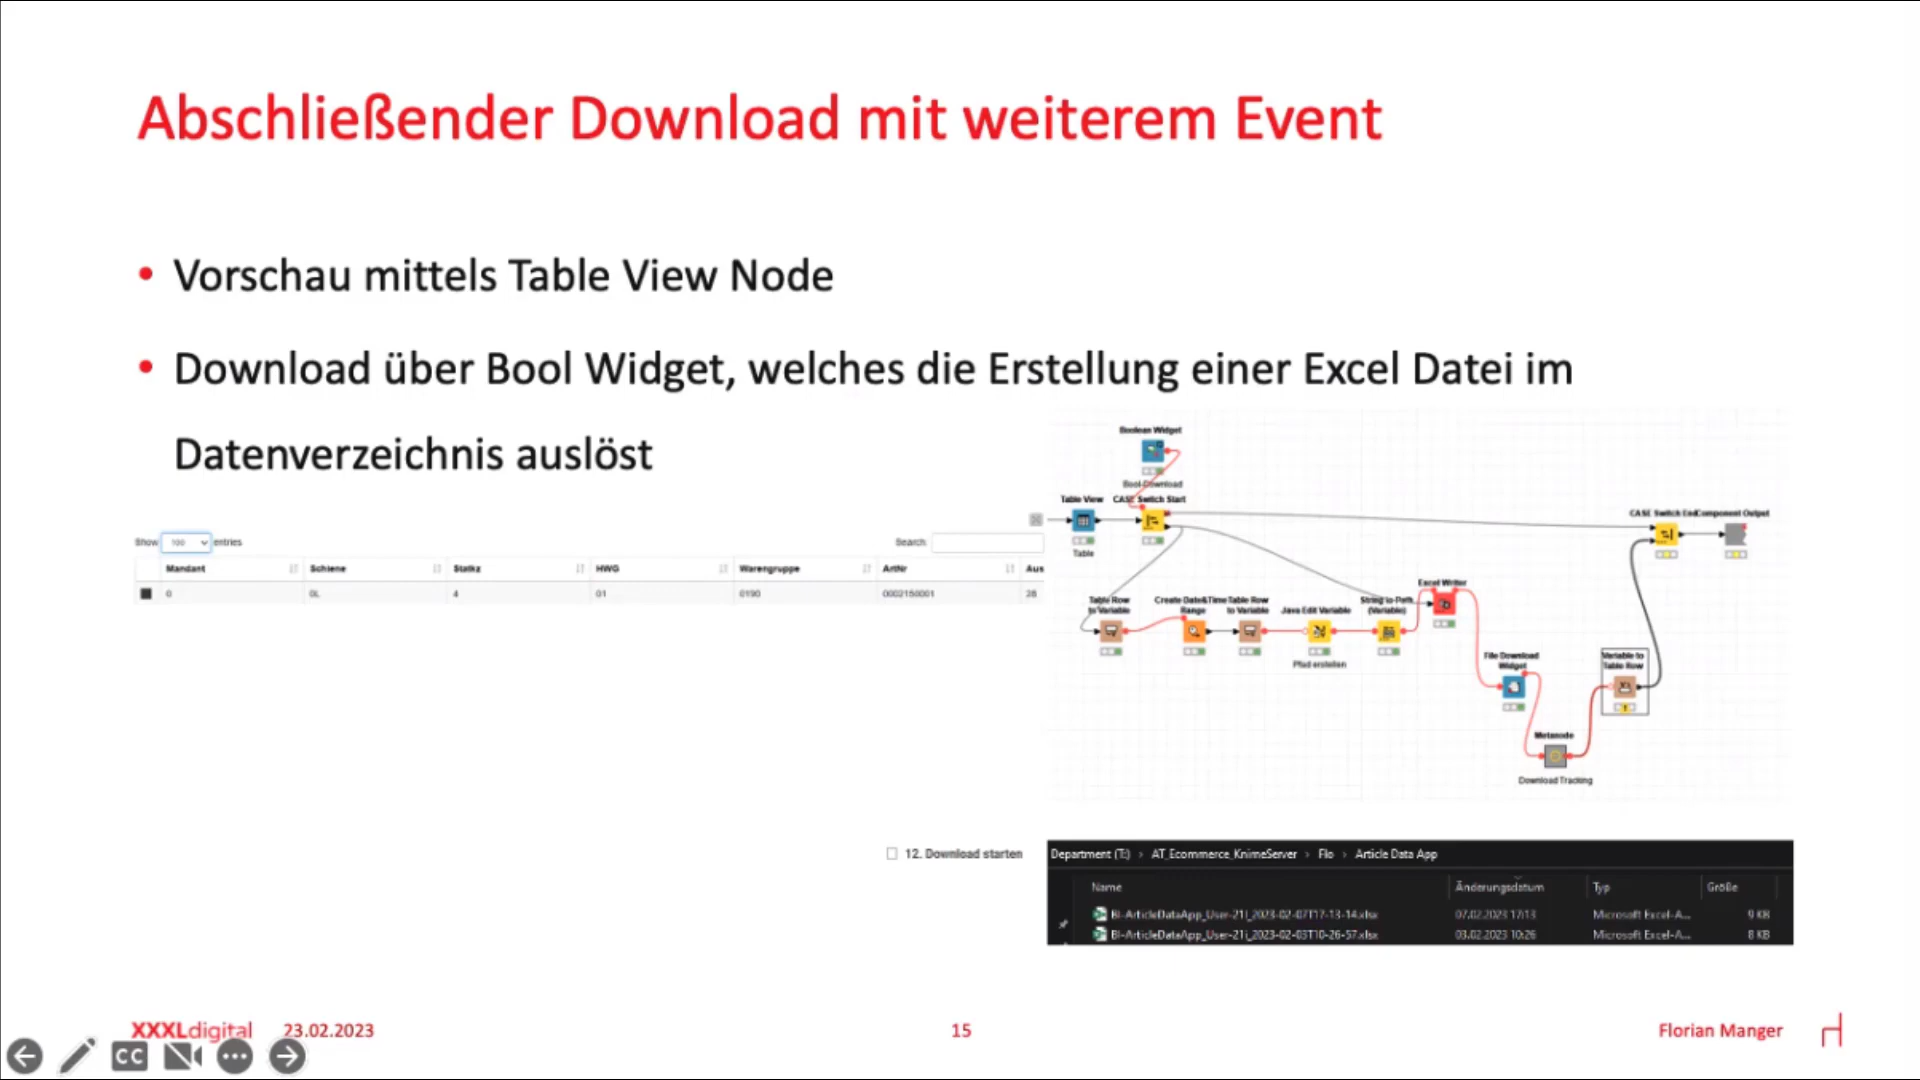 Abschließender Download mit weiterem Event
• Vorschau mittels Table View Node
• Download über Bool Widget, welches die Erstellung einer Excel Datei im
Datenverzeichnis auslöst
Show 100 entries
Search
Mandant Schiene Statkz HWG Warengruppe ArtNr Aus
0 0L 4 01 0190 0002150001 28
Boolean Widget
Bool-Download
Table View
Table
CASE Switch Start
CASE Switch End
Component Output
Table Row
to Variable
Create Date&Time
Range
Table Row
to Variable
Java Edit Variable
Pfad erstellen
String to Path
(Variable)
Excel Writer
File Download
Widget
Variable to
Table Row
Metanode
Download Tracking
12. Download starten
Department (T:) › AT_Ecommerce_KnimeServer › Flo › Article Data App
Name Änderungsdatum Typ Größe
BI-ArticleDataApp_User-21i_2023-02-07T17-13-14.xlsx 07.02.2023 17:13 Microsoft Excel-A... 9 KB
BI-ArticleDataApp_User-21i_2023-02-03T10-26-57.xlsx 03.02.2023 10:26 Microsoft Excel-A... 8 KB
XXXLdigital 23.02.2023 15 Florian Manger
CC